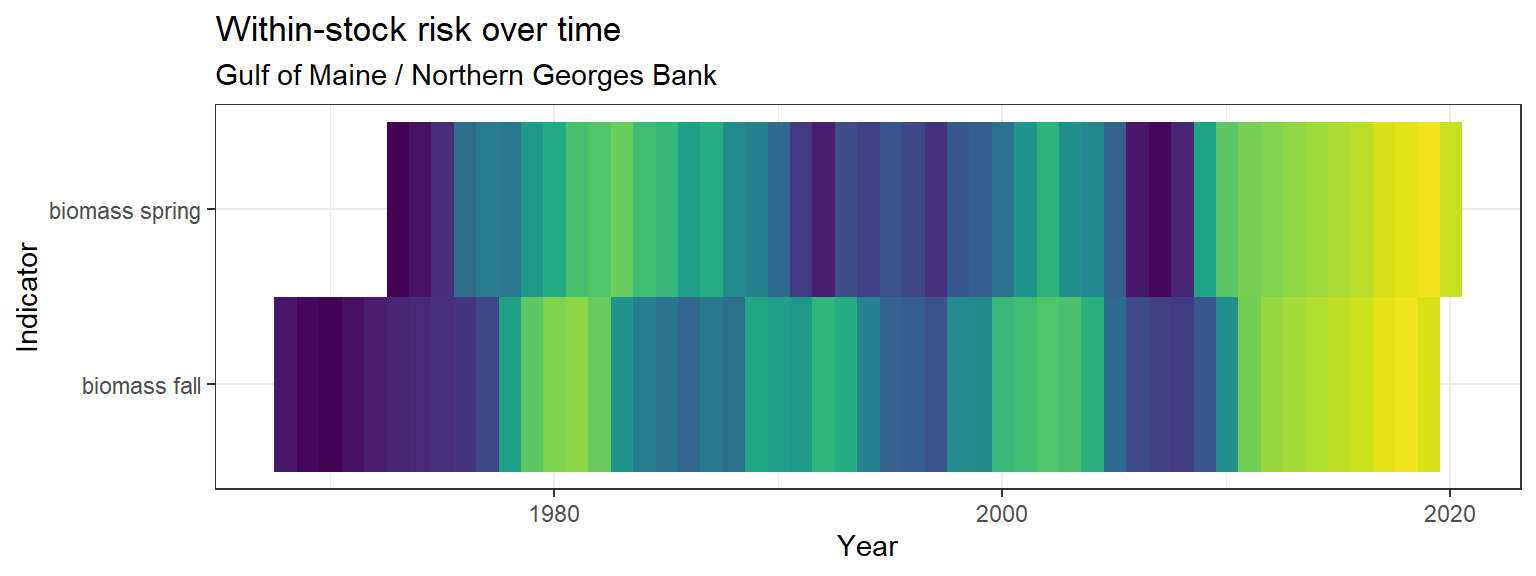 Within-stock risk over time
Gulf of Maine / Northern Georges Bank
Indicator
biomass spring
biomass fall
1980 2000 2020
Year